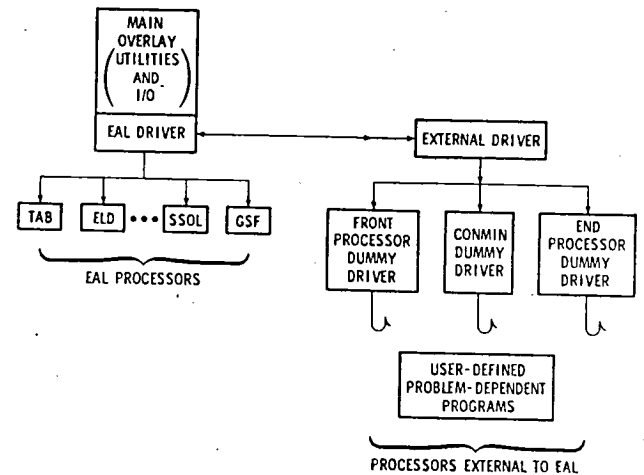 MAIN
OVERLAY
(UTILITIES
AND
I/O)
EAL DRIVER
EXTERNAL DRIVER
TAB
ELD
•••
SSOL
GSF
EAL PROCESSORS
FRONT
PROCESSOR
DUMMY
DRIVER
CONMIN
DUMMY
DRIVER
END
PROCESSOR
DUMMY
DRIVER
USER-DEFINED
PROBLEM-DEPENDENT
PROGRAMS
PROCESSORS EXTERNAL TO EAL